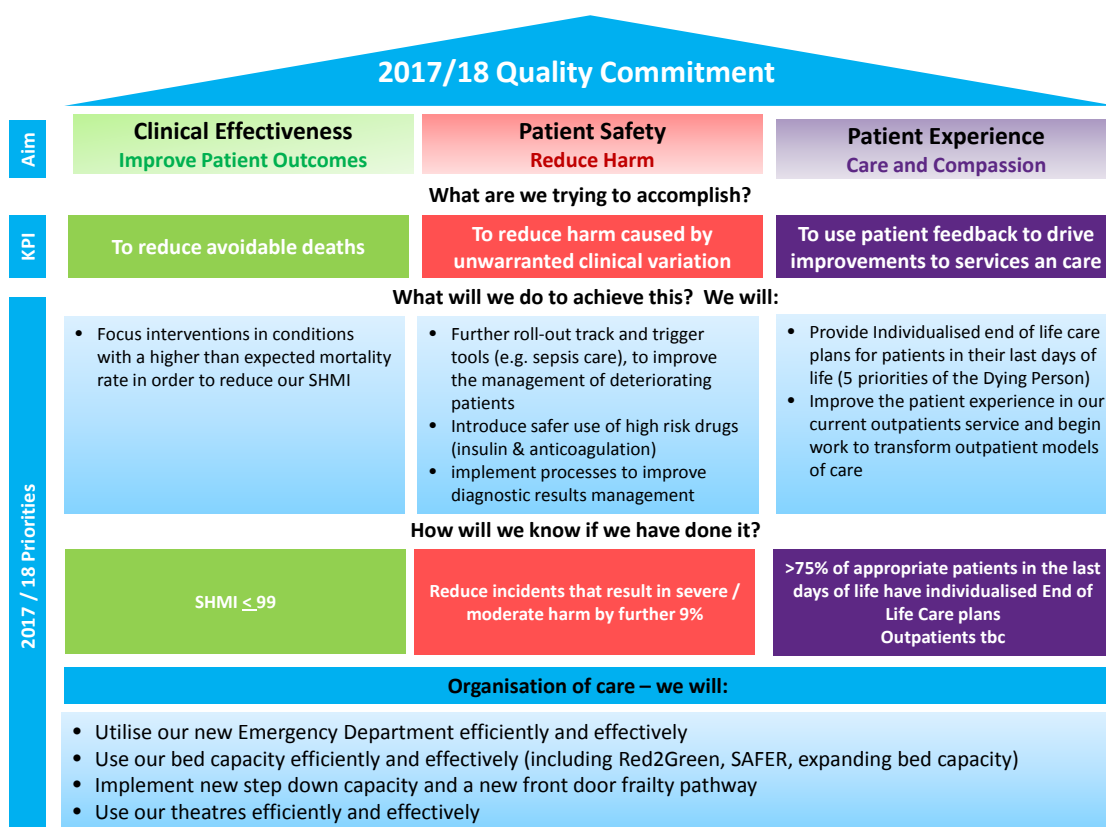 2017/18 Quality Commitment
Aim
Clinical Effectiveness
Improve Patient Outcomes
Patient Safety
Reduce Harm
Patient Experience
Care and Compassion
What are we trying to accomplish?
KPI
To reduce avoidable deaths
To reduce harm caused by
unwarranted clinical variation
To use patient feedback to drive
improvements to services an care
What will we do to achieve this?  We will:
2017 / 18 Priorities
• Focus interventions in conditions
with a higher than expected mortality
rate in order to reduce our SHMI
• Further roll-out track and trigger
tools (e.g. sepsis care), to improve
the management of deteriorating
patients
• Introduce safer use of high risk drugs
(insulin & anticoagulation)
• implement processes to improve
diagnostic results management
• Provide Individualised end of life care
plans for patients in their last days of
life (5 priorities of the Dying Person)
• Improve the patient experience in our
current outpatients service and begin
work to transform outpatient models
of care
How will we know if we have done it?
SHMI < 99
Reduce incidents that result in severe /
moderate harm by further 9%
>75% of appropriate patients in the last
days of life have individualised End of
Life Care plans
Outpatients tbc
Organisation of care – we will:
• Utilise our new Emergency Department efficiently and effectively
• Use our bed capacity efficiently and effectively (including Red2Green, SAFER, expanding bed capacity)
• Implement new step down capacity and a new front door frailty pathway
• Use our theatres efficiently and effectively